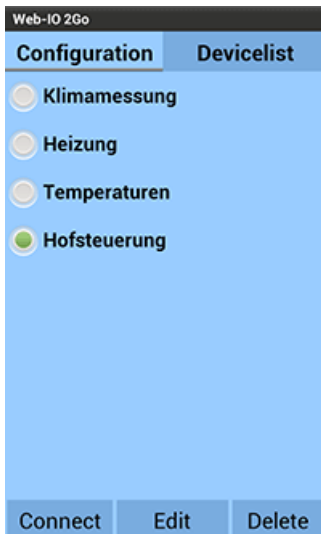 Web-IO 2Go
Configuration Devicelist
Klimamessung
Heizung
Temperaturen
Hofsteuerung
Connect Edit Delete